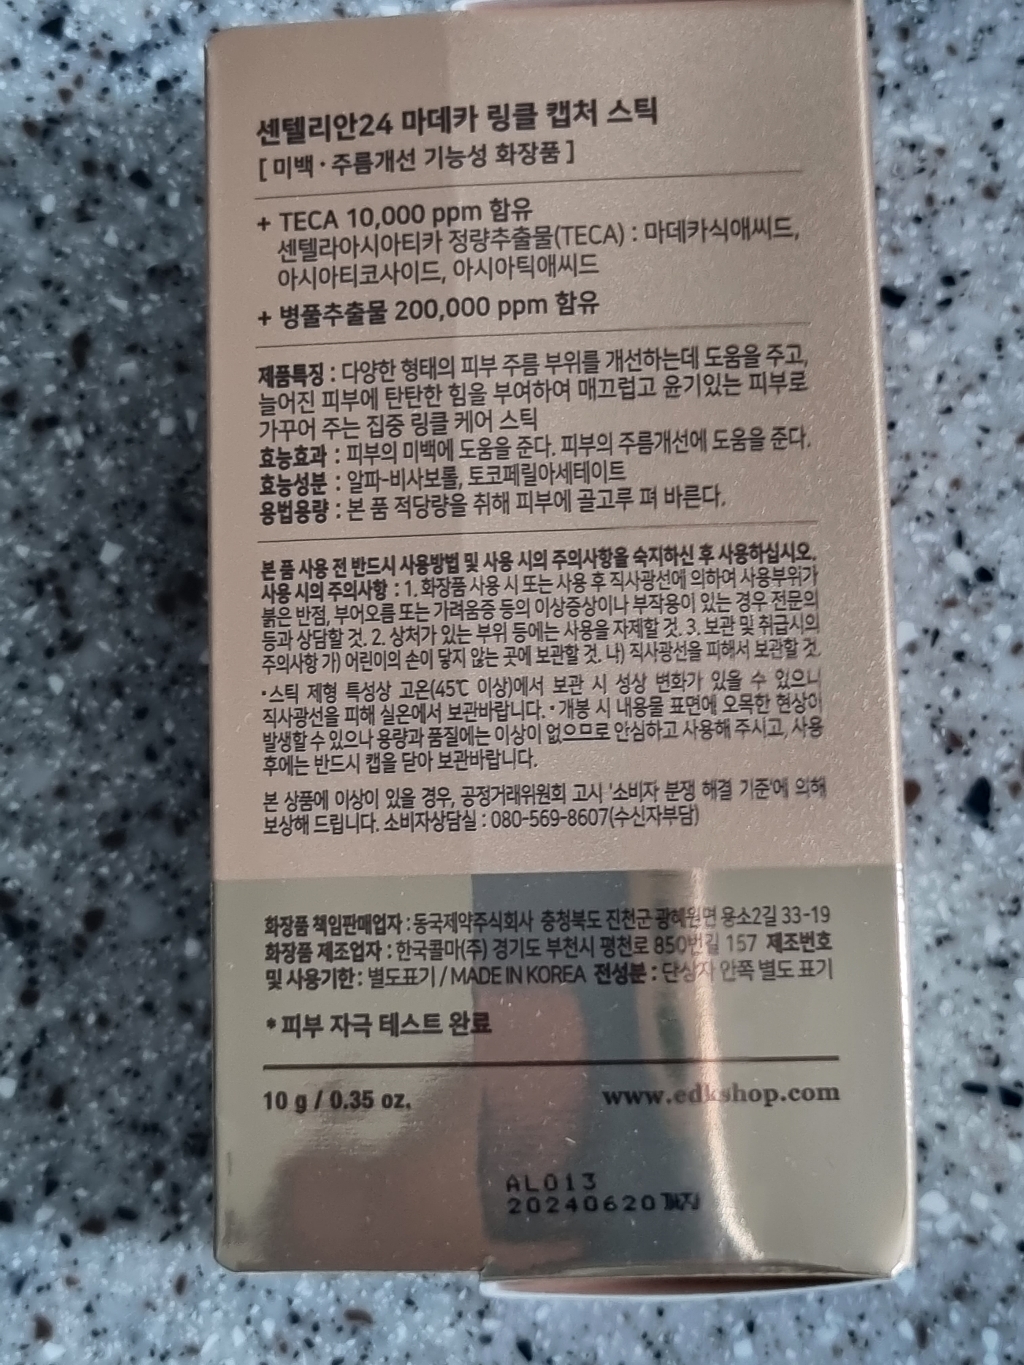 센텔리안24 마데카 링클 캡처 스틱
[ 미백 · 주름개선 기능성 화장품 ]
+ TECA 10,000 ppm 함유
센텔라아시아티카 정량추출물(TECA) : 마데카식애씨드,
아시아티코사이드, 아시아틱애씨드
+ 병풀추출물 200,000 ppm 함유
제품특징 : 다양한 형태의 피부 주름 부위를 개선하는데 도움을 주고,
늘어진 피부에 탄탄한 힘을 부여하여 매끄럽고 윤기있는 피부로
가꾸어 주는 집중 링클 케어 스틱
효능효과 : 피부의 미백에 도움을 준다. 피부의 주름개선에 도움을 준다.
효능성분 : 알파-비사보롤, 토코페릴아세테이트
용법용량 : 본 품 적당량을 취해 피부에 골고루 펴 바른다.
본 품 사용 전 반드시 사용방법 및 사용 시의 주의사항을 숙지하신 후 사용하십시오.
사용 시의 주의사항 : 1. 화장품 사용 시 또는 사용 후 직사광선에 의하여 사용부위가
붉은 반점, 부어오름 또는 가려움증 등의 이상증상이나 부작용이 있는 경우 전문의
등과 상담할 것. 2. 상처가 있는 부위 등에는 사용을 자제할 것. 3. 보관 및 취급시의
주의사항 가) 어린이의 손이 닿지 않는 곳에 보관할 것. 나) 직사광선을 피해서 보관할 것.
· 스틱 제형 특성상 고온(45℃ 이상)에서 보관 시 성상 변화가 있을 수 있으니
직사광선을 피해 실온에서 보관바랍니다. · 개봉 시 내용물 표면에 오목한 현상이
발생할 수 있으나 용량과 품질에는 이상이 없으므로 안심하고 사용해 주시고, 사용
후에는 반드시 캡을 닫아 보관바랍니다.
본 상품에 이상이 있을 경우, 공정거래위원회 고시 '소비자 분쟁 해결 기준'에 의해
보상해 드립니다. 소비자상담실 : 080-569-8607(수신자부담)
화장품 책임판매업자 : 동국제약주식회사 충청북도 진천군 광혜원면 용소2길 33-19
화장품 제조업자 : 한국콜마(주) 경기도 부천시 평천로 850번길 157 제조번호
및 사용기한 : 별도표기 / MADE IN KOREA 전성분 : 단상자 안쪽 별도 표기
* 피부 자극 테스트 완료
10 g / 0.35 oz.
www.edkshop.com
AL013
20240620까지